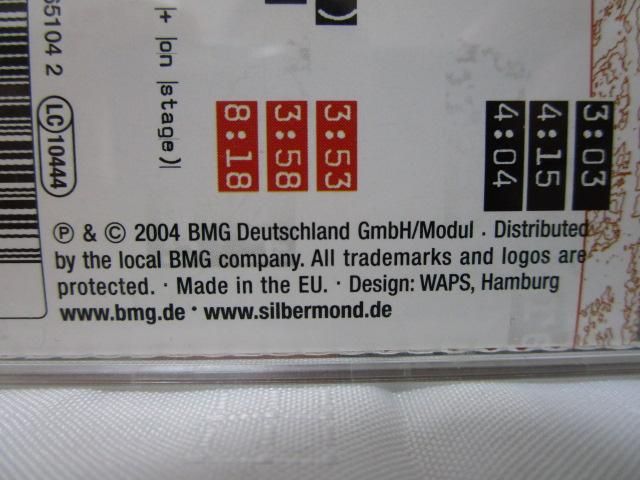 65104 2
LC 10444
)
|+ |on |stage)|
8:18
3:58
3:53
4:04
4:15
3:03
Ⓟ & © 2004 BMG Deutschland GmbH/Modul · Distributed
by the local BMG company. All trademarks and logos are
protected. · Made in the EU. · Design: WAPS, Hamburg
www.bmg.de · www.silbermond.de